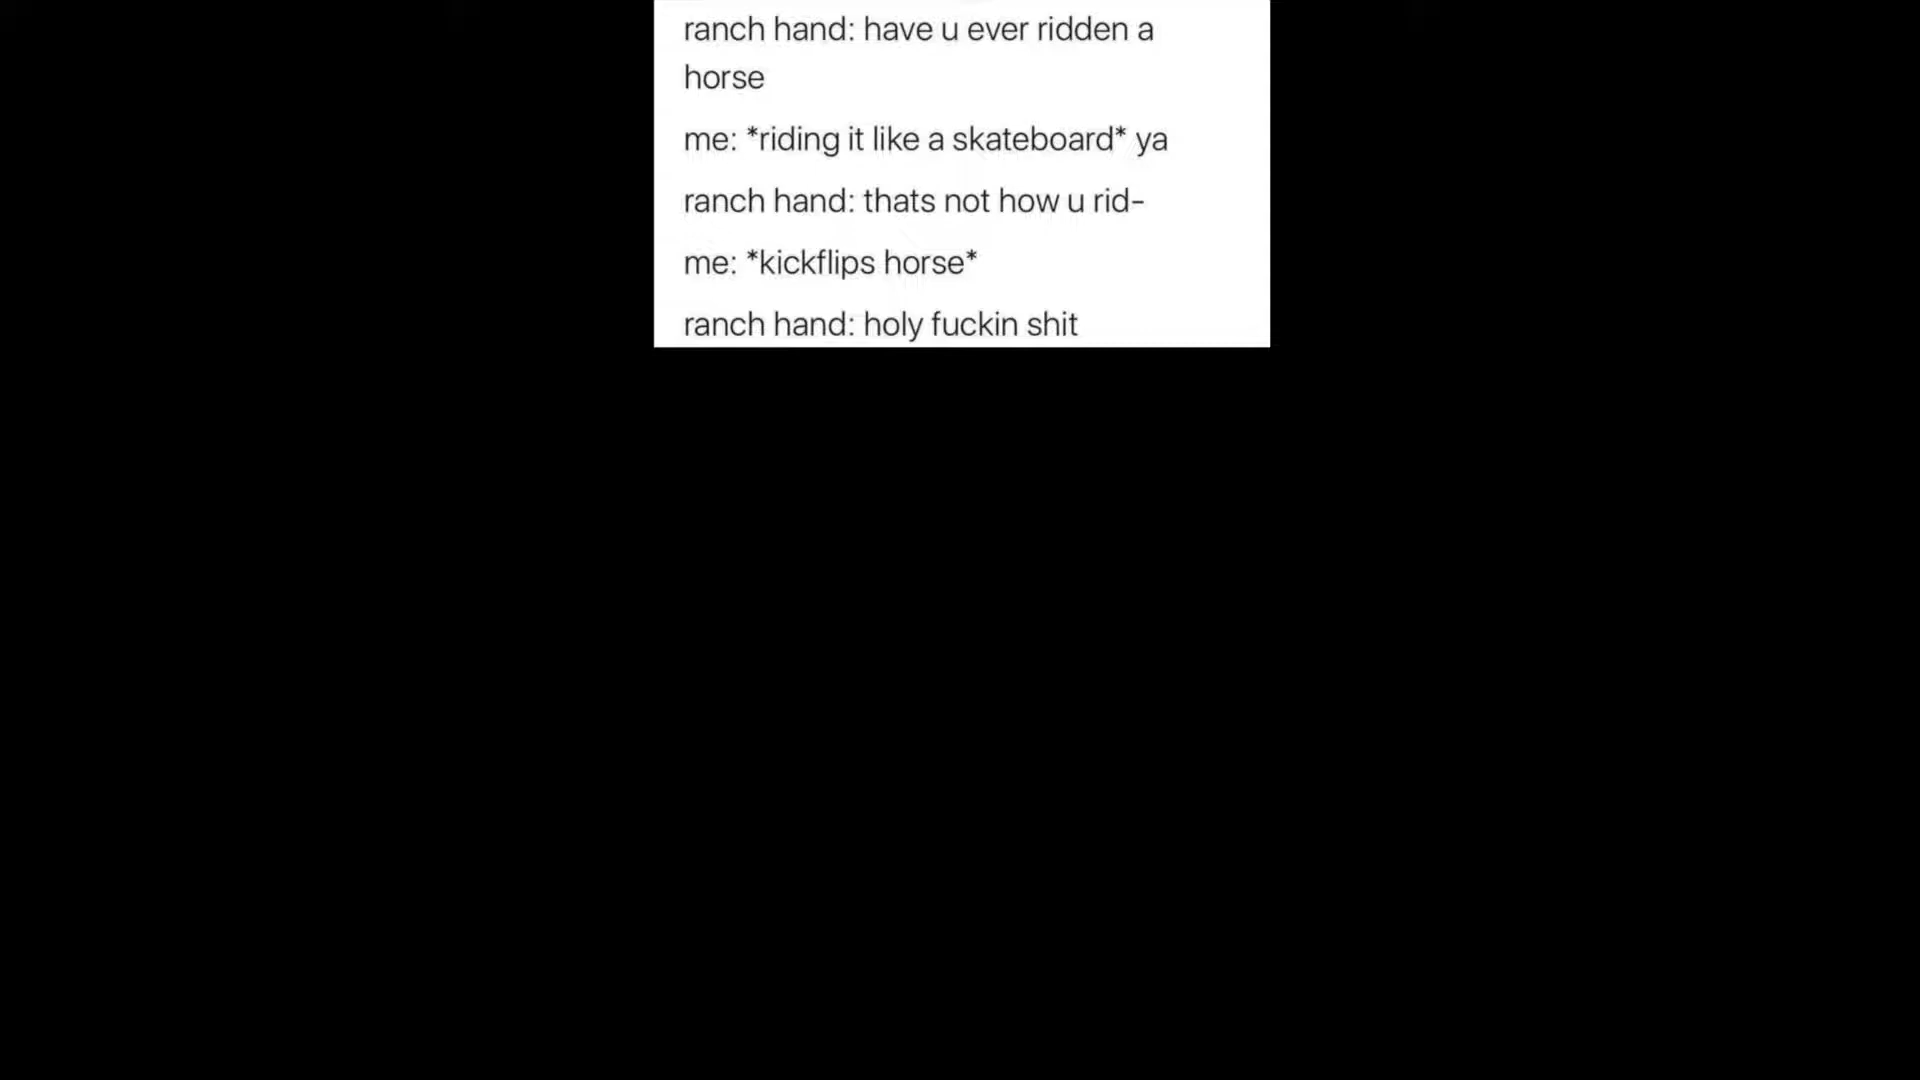 ranch hand: have u ever ridden a
horse
me: *riding it like a skateboard* ya
ranch hand: thats not how u rid-
me: *kickflips horse*
ranch hand: holy fuckin shit